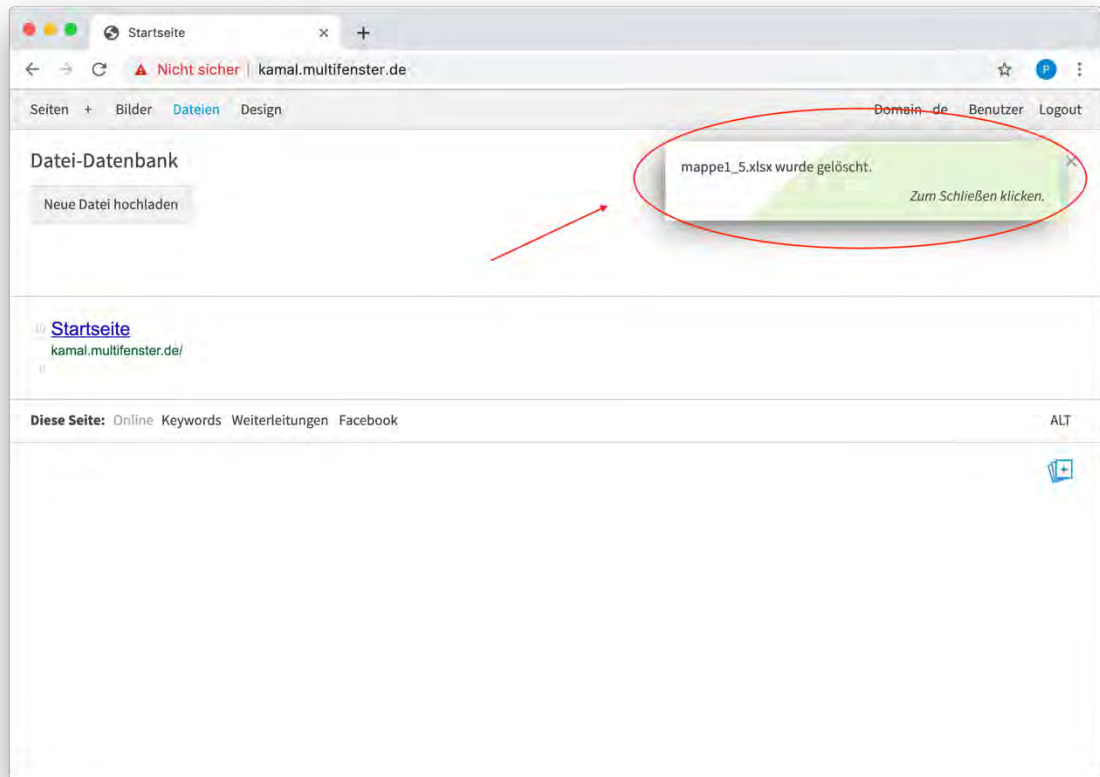 Startseite
Nicht sicher | kamal.multifenster.de
P
Seiten + Bilder Dateien Design Domain de Benutzer Logout
Datei-Datenbank
Neue Datei hochladen
mappe1_5.xlsx wurde gelöscht.
Zum Schließen klicken.
Startseite
kamal.multifenster.de/
Diese Seite: Online Keywords Weiterleitungen Facebook ALT